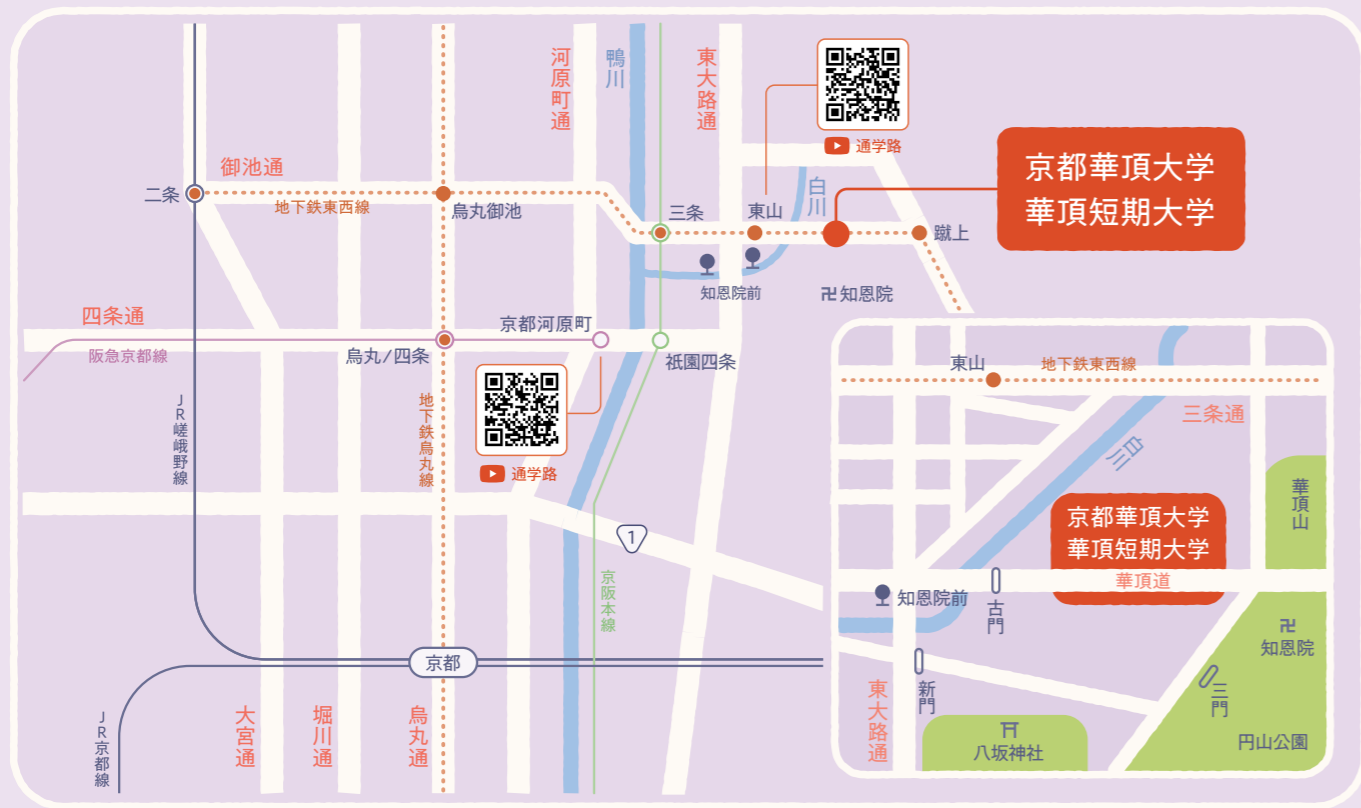 河原町通
鴨川
東大路通
通学路
京都華頂大学
華頂短期大学
御池通
二条
地下鉄東西線
烏丸御池
三条
東山
白川
蹴上
知恩院前
卍知恩院
四条通
阪急京都線
京都河原町
烏丸/四条
祇園四条
JR嵯峨野線
地下鉄烏丸線
通学路
1
京阪本線
京都
JR京都線
大宮通
堀川通
烏丸通
東山
地下鉄東西線
三条通
白川
華頂山
京都華頂大学
華頂短期大学
華頂道
知恩院前
古門
卍
知恩院
新門
三門
東大路通
八坂神社
円山公園